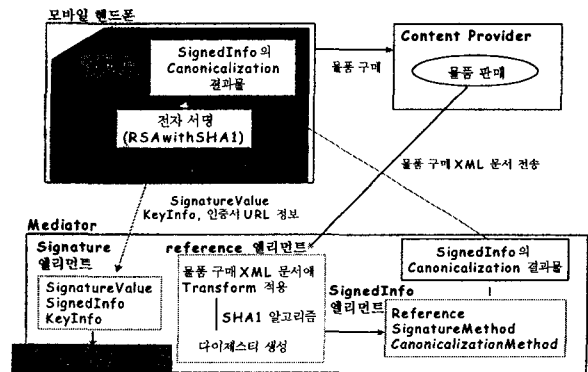 모바일 핸드폰
SignedInfo의
Canonicalization
결과물
전자 서명
(RSAwithSHA1)
물품 구매
Content Provider
물품 판매
물품 구매 XML 문서 전송
SignatureValue
KeyInfo, 인증서 URL 정보
Mediator
Signature
엘리먼트
SignatureValue
SignedInfo
KeyInfo
reference 엘리먼트
물품 구매 XML 문서에
Transform 적용
SHA1 알고리즘
다이제스티 생성
SignedInfo의
Canonicalization 결과물
SignedInfo
엘리먼트
Reference
SignatureMethod
CanonicalizationMethod